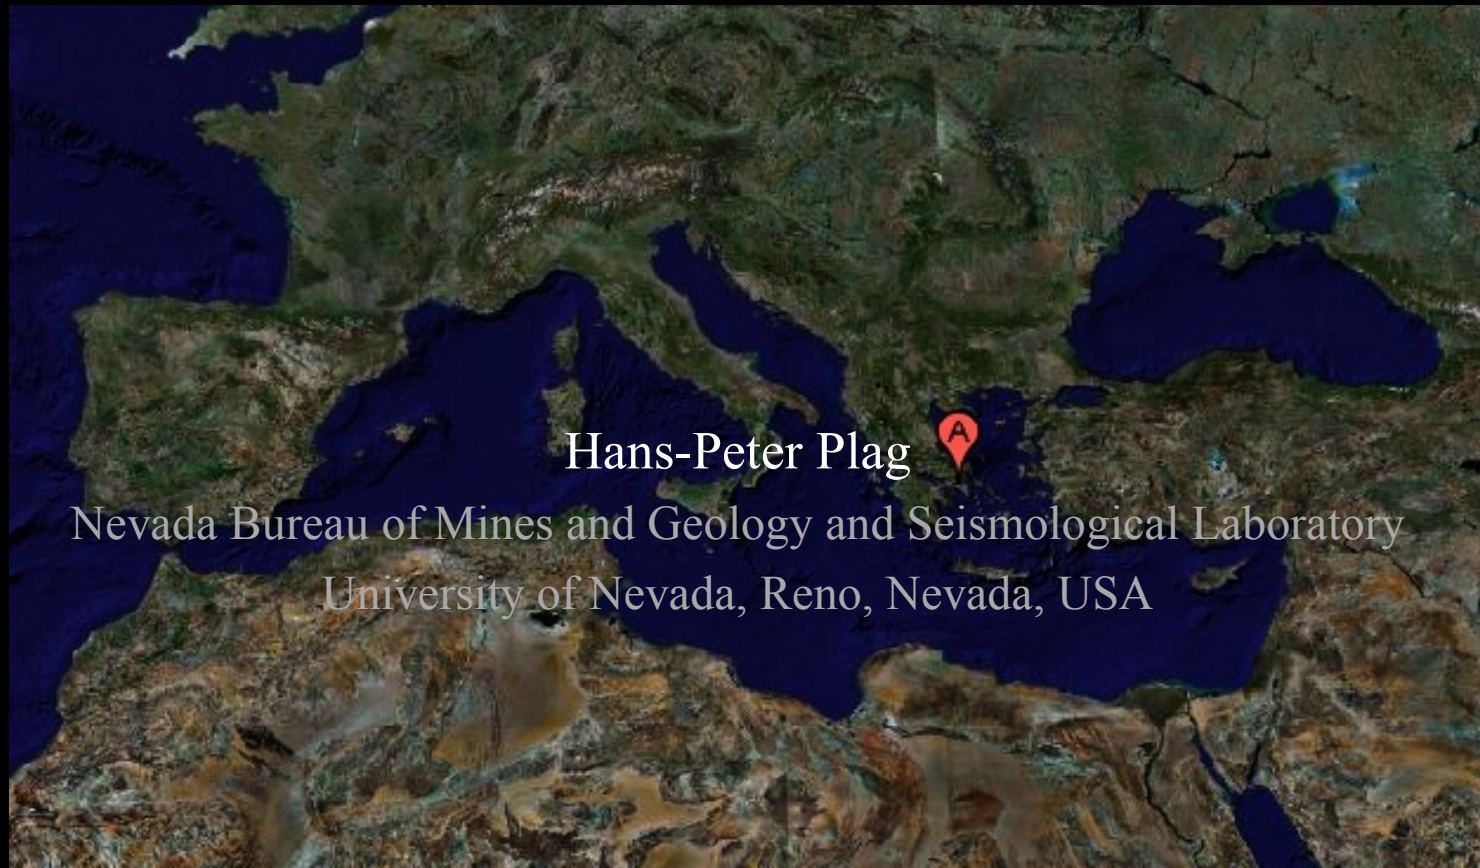 A
Hans-Peter Plag
Nevada Bureau of Mines and Geology and Seismological Laboratory
University of Nevada, Reno, Nevada, USA